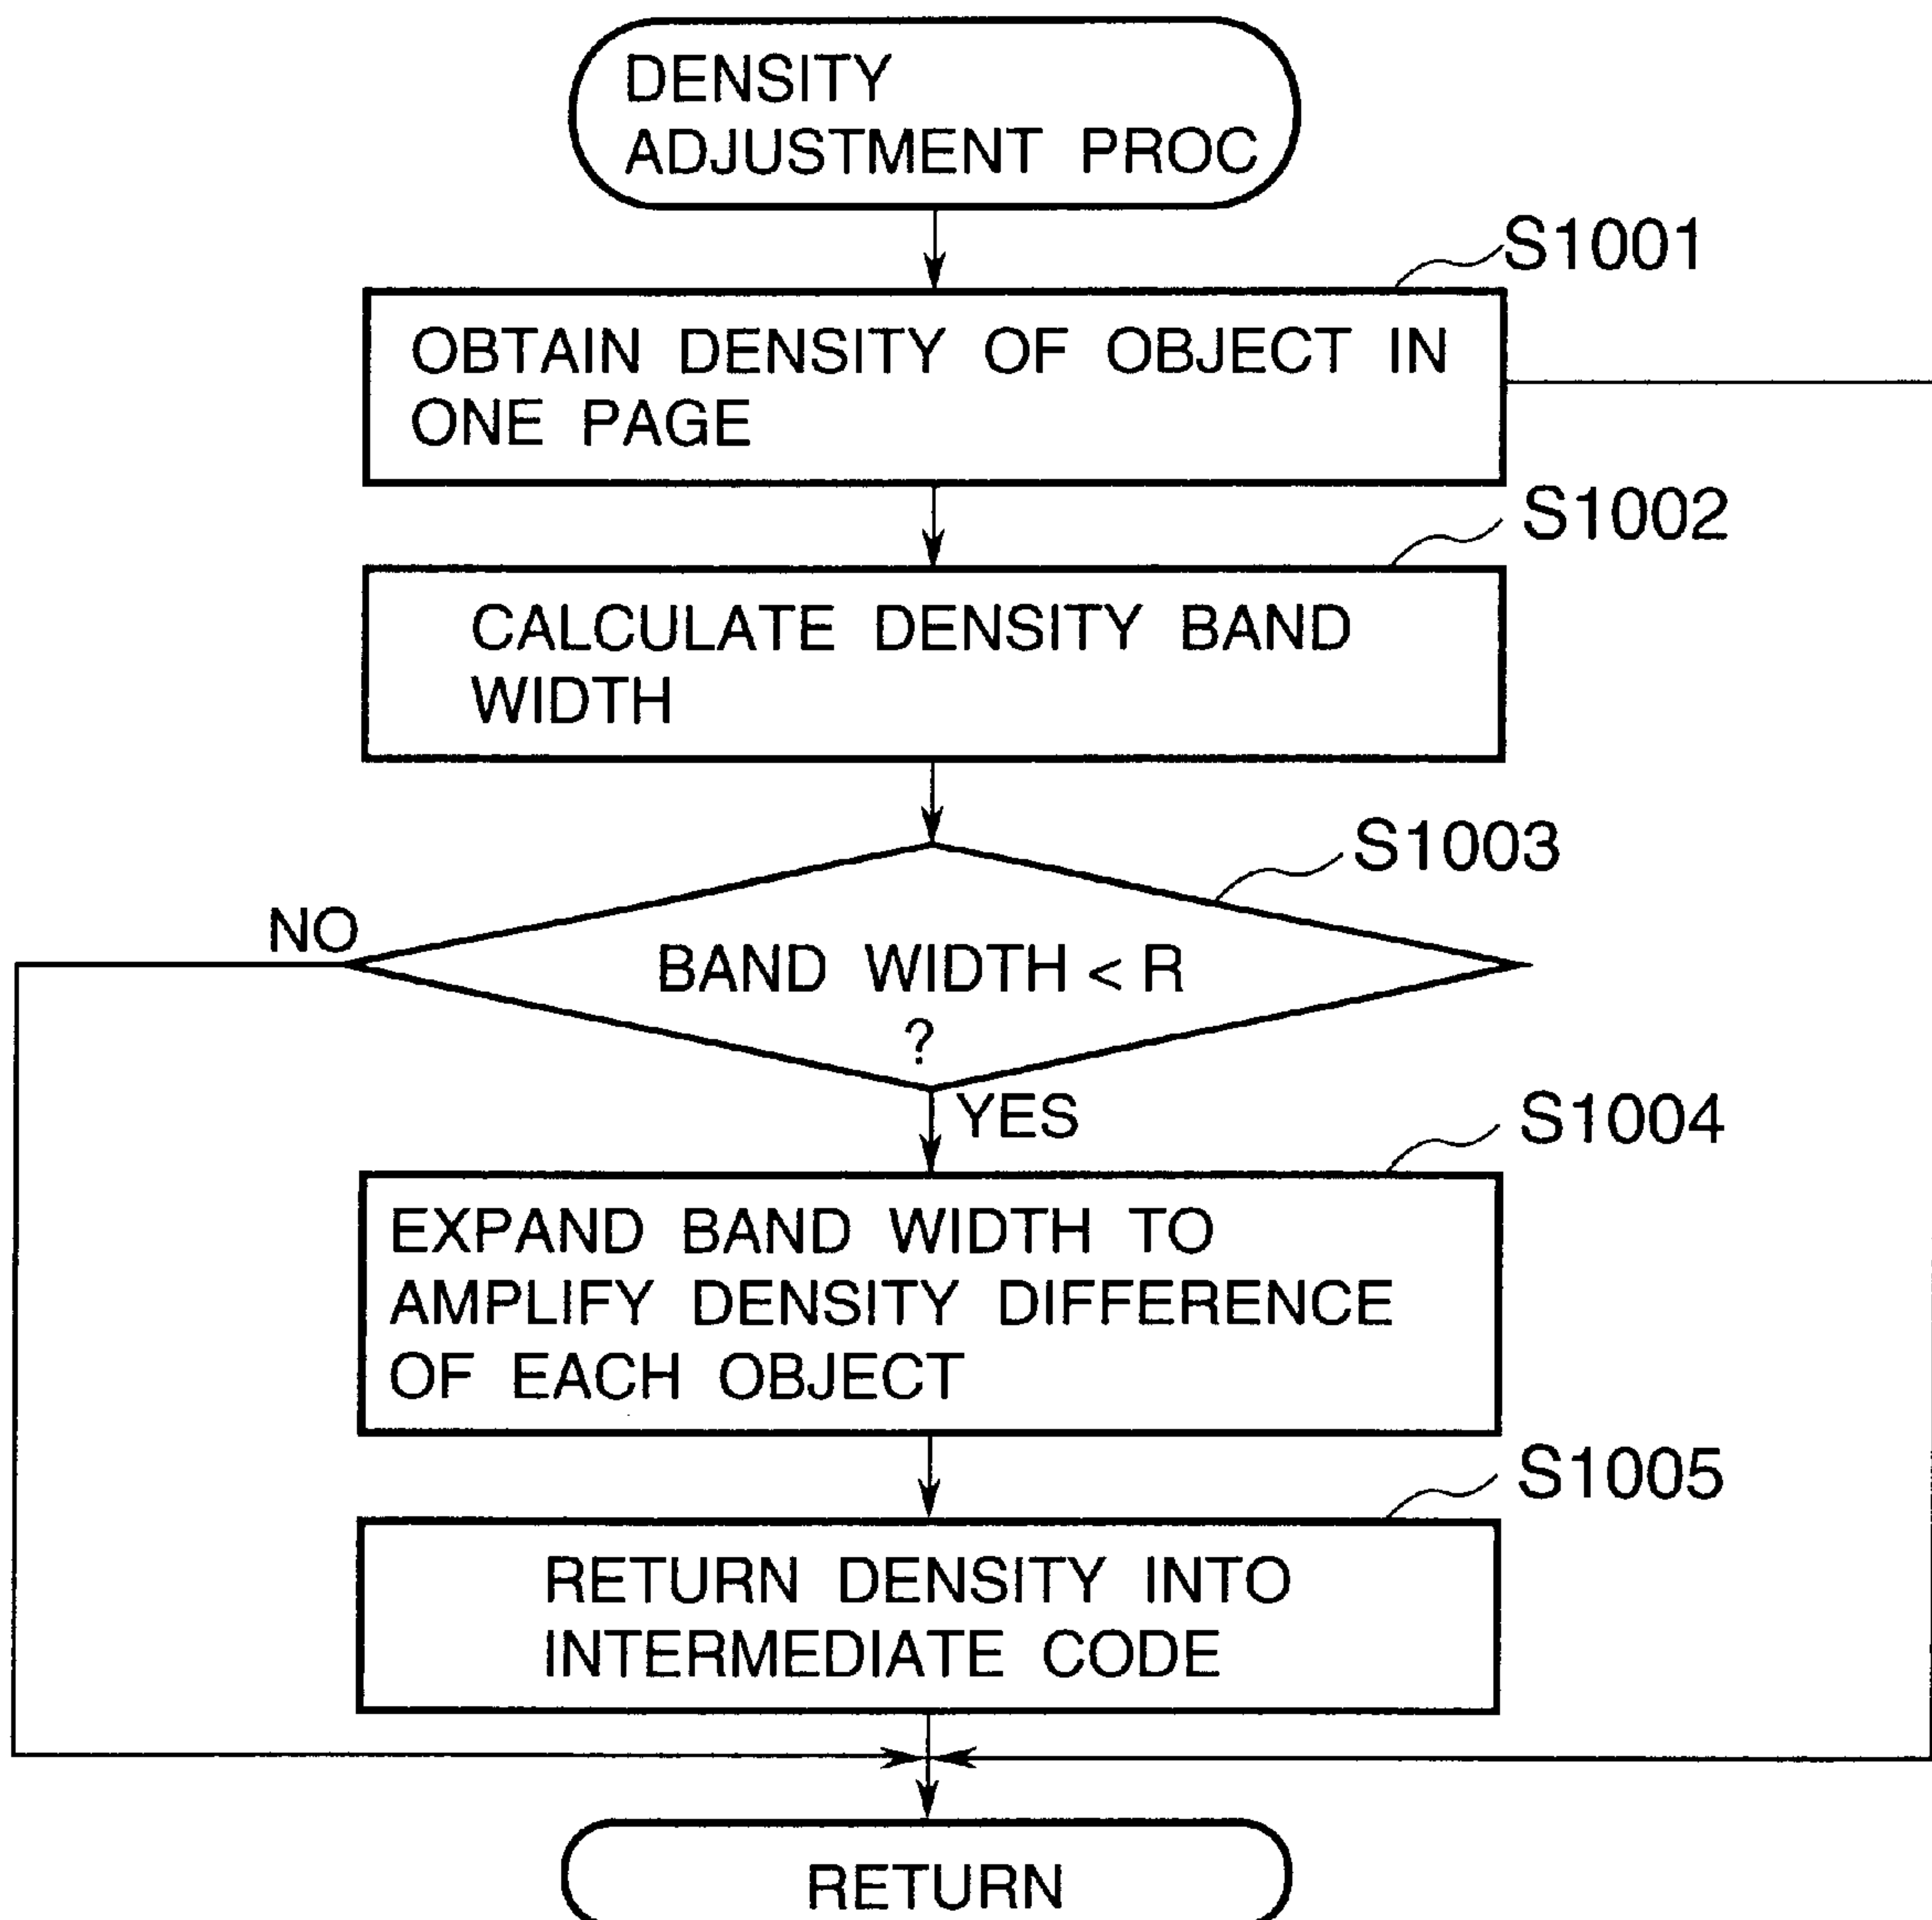 DENSITY
ADJUSTMENT PROC
S1001
OBTAIN DENSITY OF OBJECT IN
ONE PAGE
S1002
CALCULATE DENSITY BAND
WIDTH
S1003
NO
BAND WIDTH < R
?
YES
S1004
EXPAND BAND WIDTH TO
AMPLIFY DENSITY DIFFERENCE
OF EACH OBJECT
S1005
RETURN DENSITY INTO
INTERMEDIATE CODE
RETURN